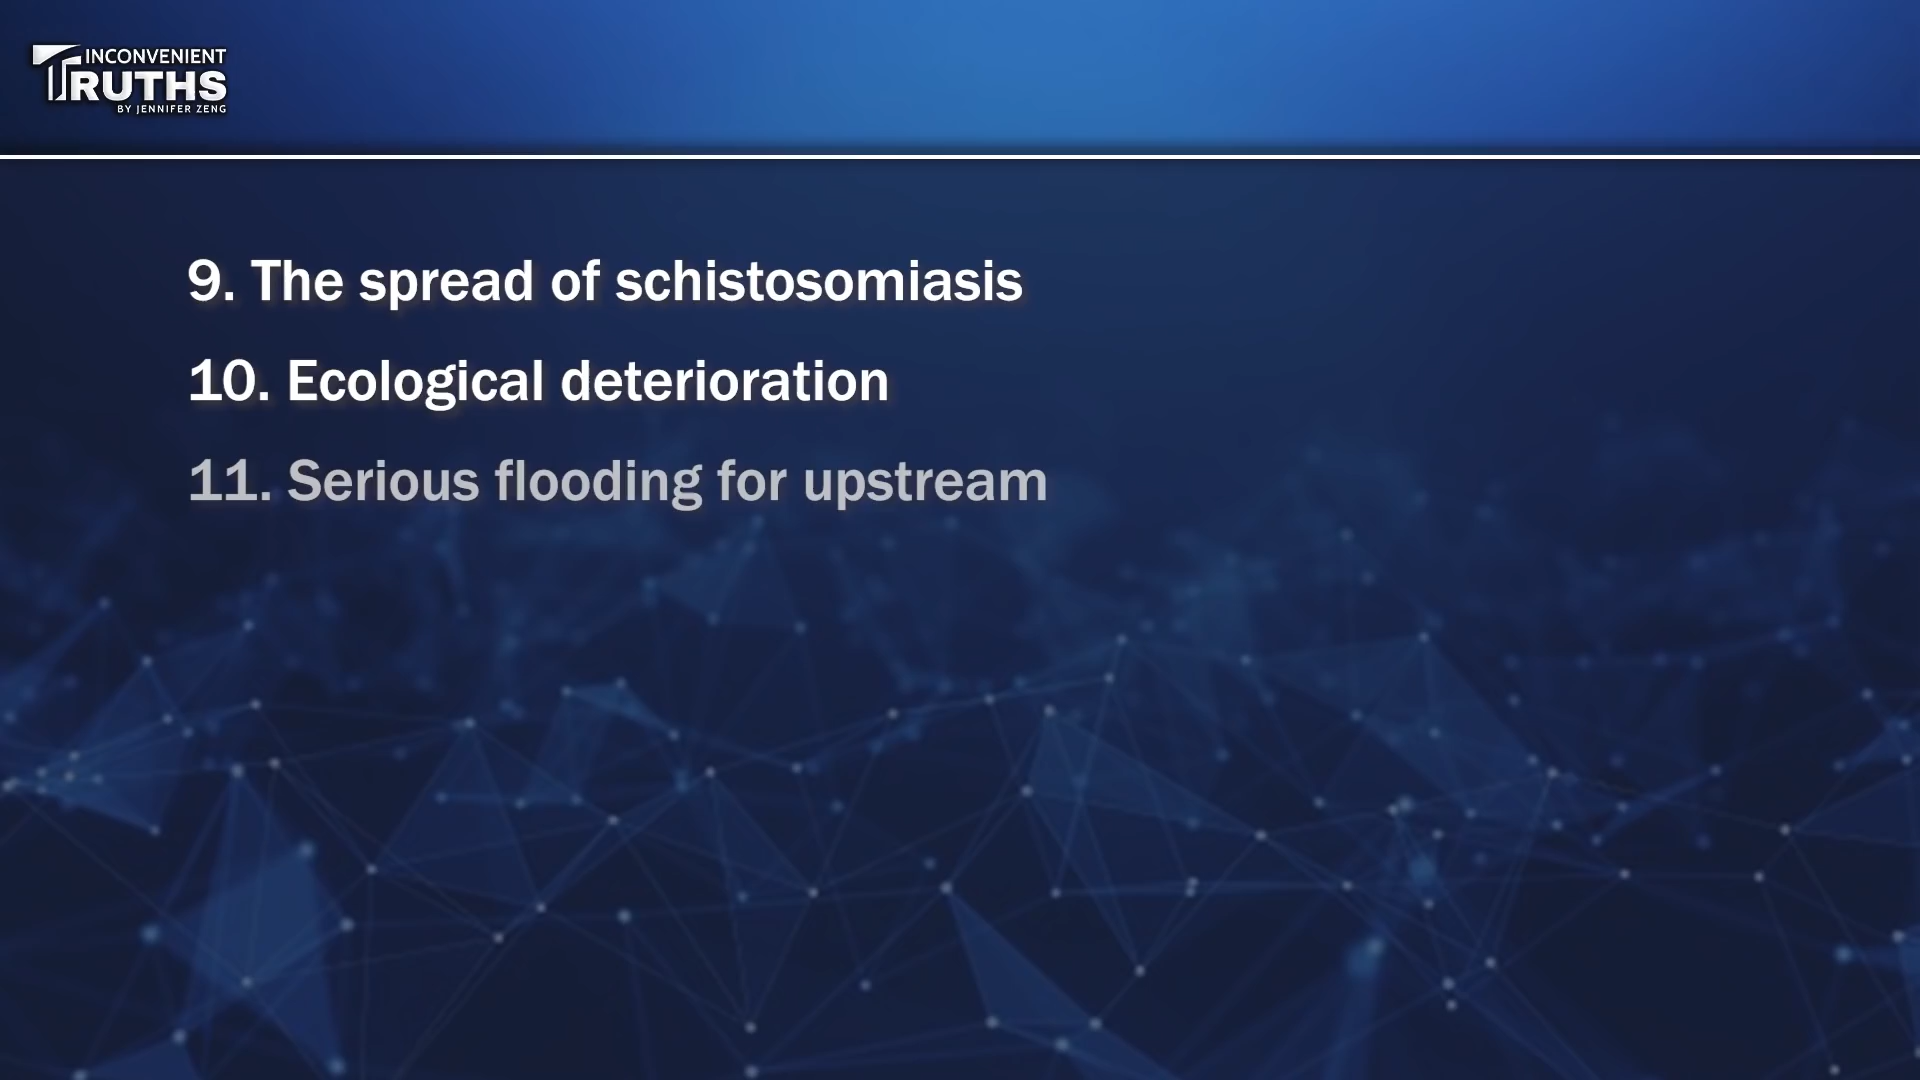 INCONVENIENT
TRUTHS
BY JENNIFER ZENG
9. The spread of schistosomiasis
10. Ecological deterioration
11. Serious flooding for upstream